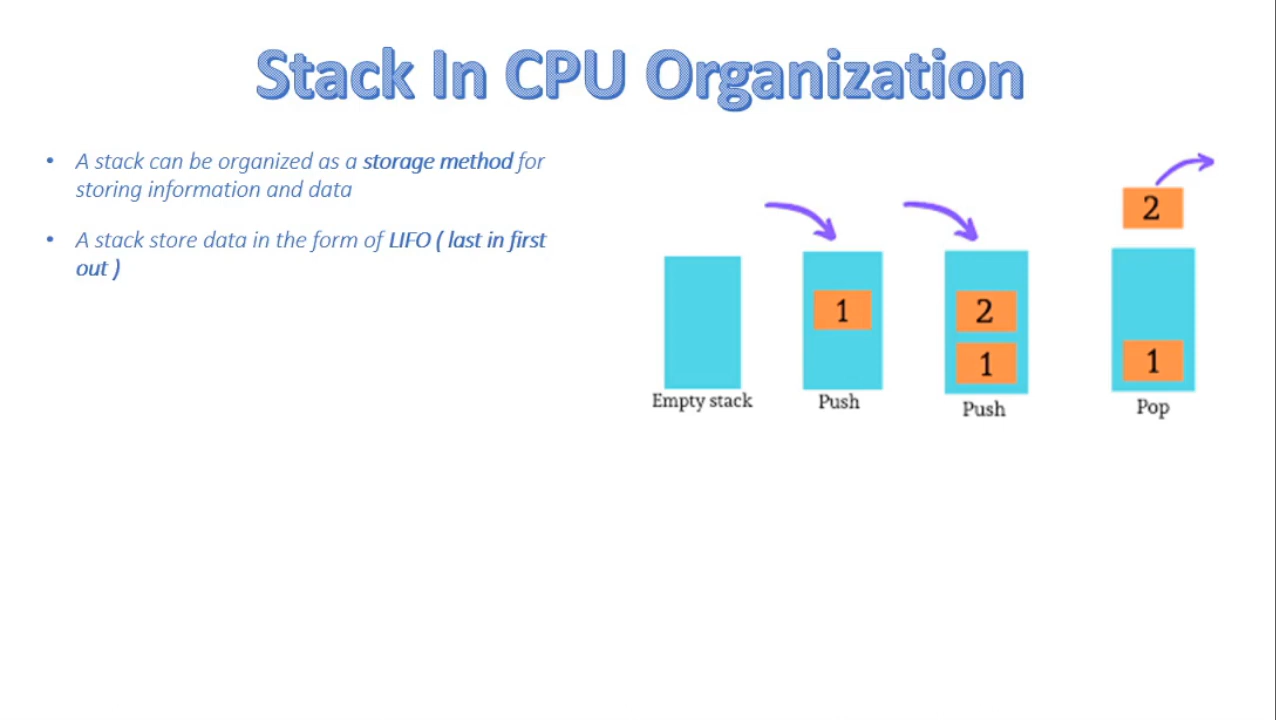 Stack In CPU Organization
• A stack can be organized as a storage method for
storing information and data
• A stack store data in the form of LIFO ( last in first
out )
2
1
2
1
1
Empty stack
Push
Push
Pop